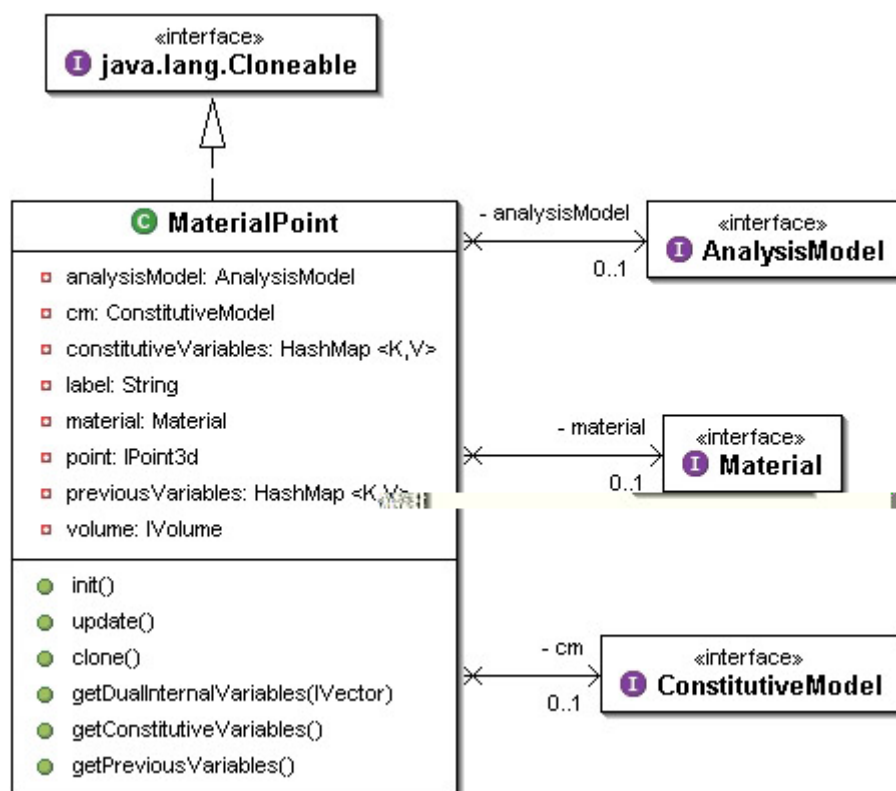 «interface»
I java.lang.Cloneable
C MaterialPoint
analysisModel: AnalysisModel
cm: ConstitutiveModel
constitutiveVariables: HashMap <K,V>
label: String
material: Material
point: IPoint3d
previousVariables: HashMap <K,V>
volume: IVolume
init()
update()
clone()
getDualInternalVariables(IVector)
getConstitutiveVariables()
getPreviousVariables()
- analysisModel
0..1
«interface»
I AnalysisModel
- material
0..1
«interface»
I Material
- cm
0..1
«interface»
I ConstitutiveModel